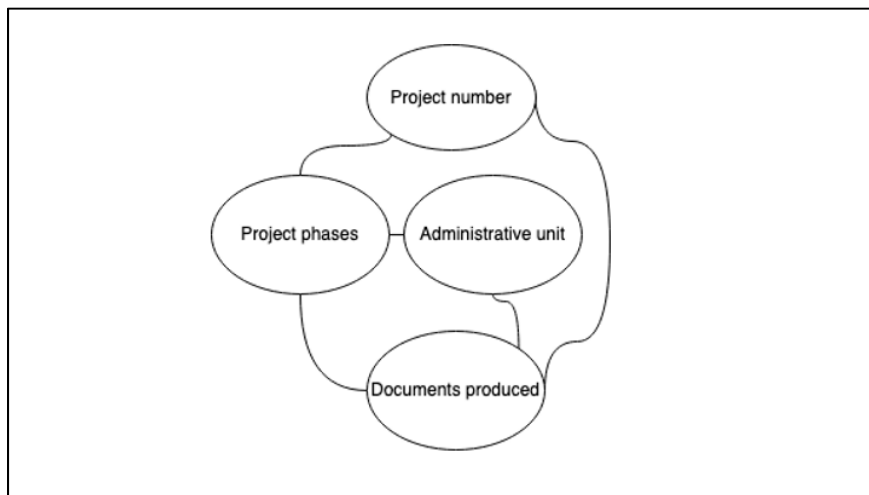 Project number
Project phases
Administrative unit
Documents produced